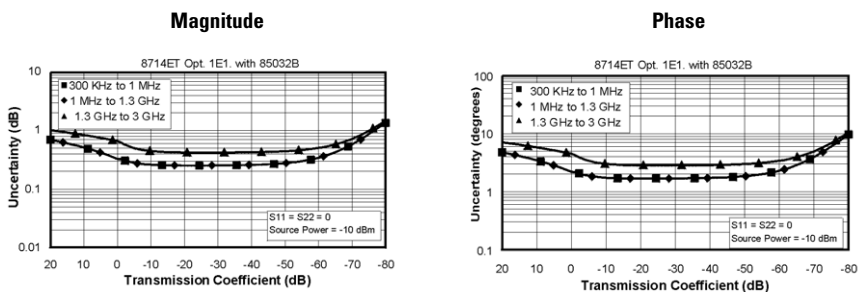 Magnitude
8714ET Opt. 1E1. with 85032B
10
1
0.1
0.01
Uncertainty (dB)
300 KHz to 1 MHz
1 MHz to 1.3 GHz
1.3 GHz to 3 GHz
S11 = S22 = 0
Source Power = -10 dBm
20 10 0 -10 -20 -30 -40 -50 -60 -70 -80
Transmission Coefficient (dB)
Phase
8714ET Opt. 1E1. with 85032B
100
10
1
0.1
Uncertainty (degrees)
300 KHz to 1 MHz
1 MHz to 1.3 GHz
1.3 GHz to 3 GHz
S11 = S22 = 0
Source Power = -10 dBm
20 10 0 -10 -20 -30 -40 -50 -60 -70 -80
Transmission Coefficient (dB)